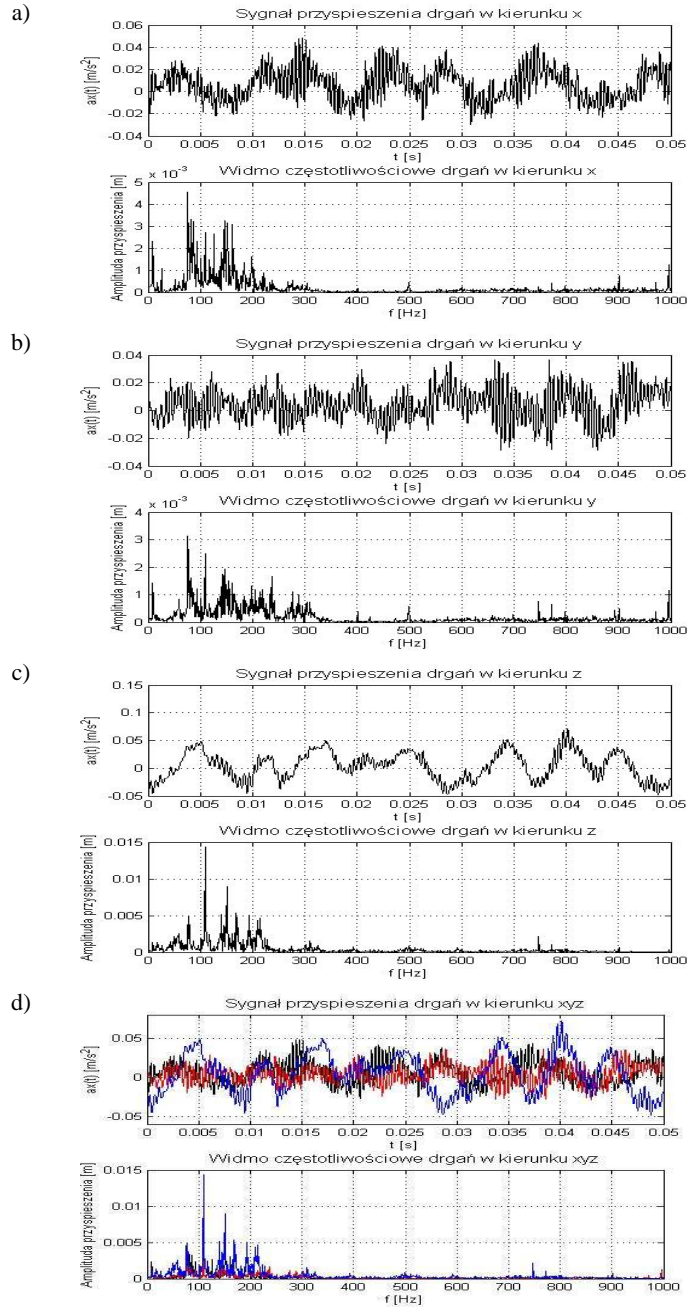 a)
Sygnał przyspieszenia drgań w kierunku x
ax(t) [m/s²]
0.06
0.04
0.02
0
-0.02
-0.04
0 0.005 0.01 0.015 0.02 0.025 0.03 0.035 0.04 0.045 0.05
t [s]
x 10⁻³ Widmo częstotliwościowe drgań w kierunku x
Amplituda przyspieszenia [m]
5
4
3
2
1
0
0 100 200 300 400 500 600 700 800 900 1000
f [Hz]
b)
Sygnał przyspieszenia drgań w kierunku y
ax(t) [m/s²]
0.04
0.02
0
-0.02
-0.04
0 0.005 0.01 0.015 0.02 0.025 0.03 0.035 0.04 0.045 0.05
t [s]
x 10⁻³ Widmo częstotliwościowe drgań w kierunku y
Amplituda przyspieszenia [m]
4
3
2
1
0
0 100 200 300 400 500 600 700 800 900 1000
f [Hz]
c)
Sygnał przyspieszenia drgań w kierunku z
ax(t) [m/s²]
0.15
0.1
0.05
0
-0.05
0 0.005 0.01 0.015 0.02 0.025 0.03 0.035 0.04 0.045 0.05
t [s]
Widmo częstotliwościowe drgań w kierunku z
Amplituda przyspieszenia [m]
0.015
0.01
0.005
0
0 100 200 300 400 500 600 700 800 900 1000
f [Hz]
d)
Sygnał przyspieszenia drgań w kierunku xyz
ax(t) [m/s²]
0.05
0
-0.05
0 0.005 0.01 0.015 0.02 0.025 0.03 0.035 0.04 0.045 0.05
t [s]
Widmo częstotliwościowe drgań w kierunku xyz
Amplituda przyspieszenia [m]
0.015
0.01
0.005
0
0 100 200 300 400 500 600 700 800 900 1000
f [Hz]